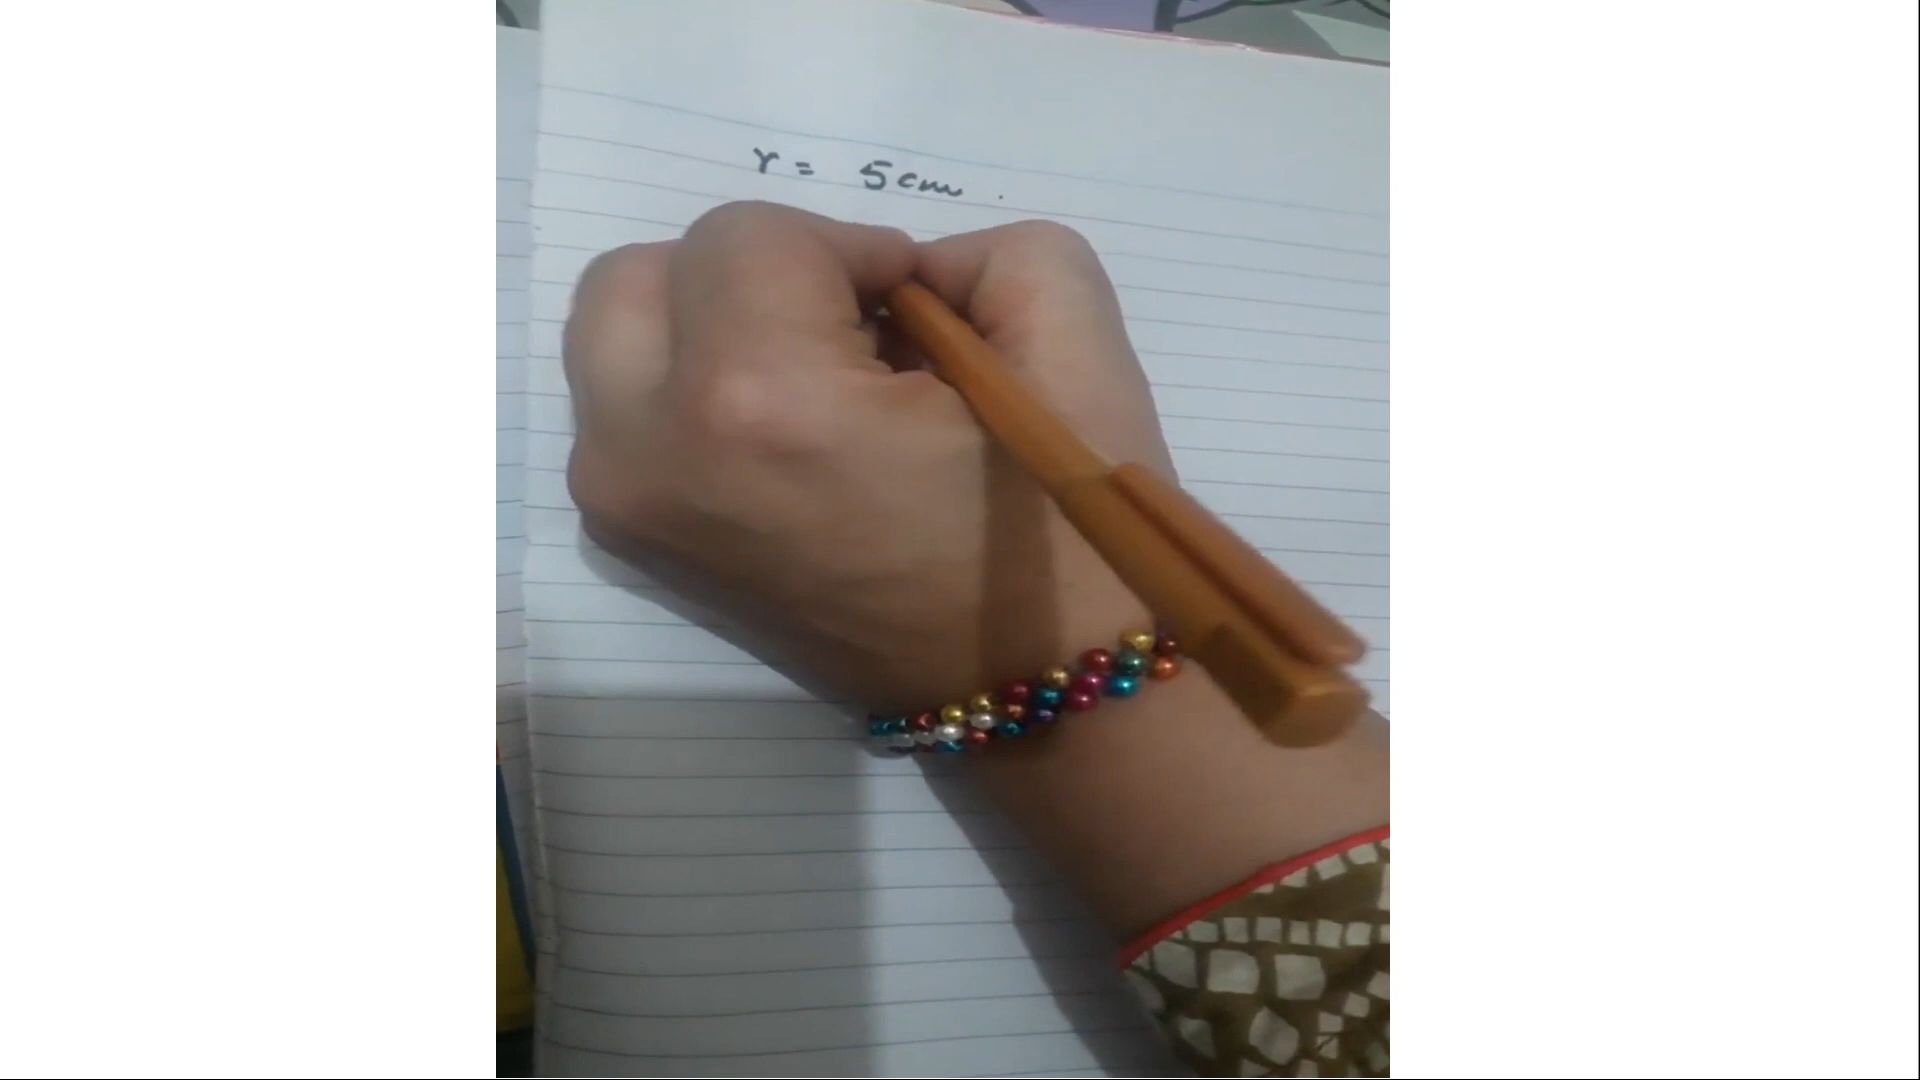 r = 5cm.